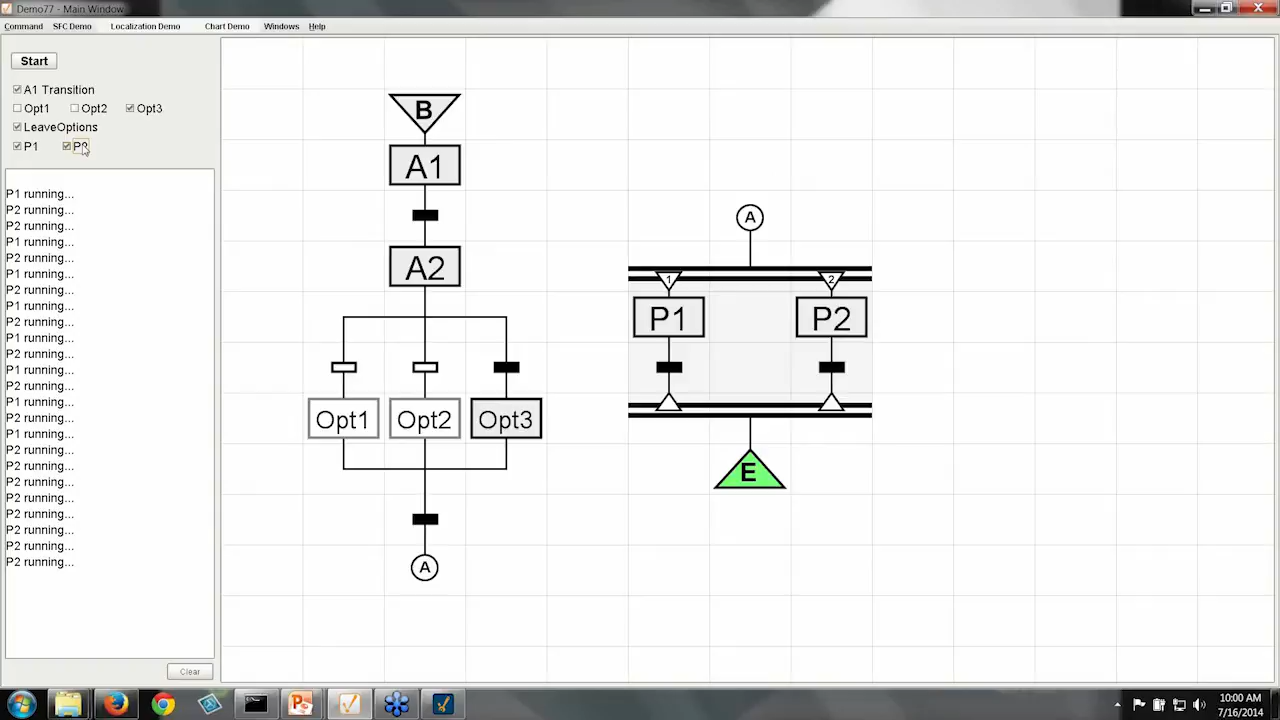 Demo77 - Main Window
Command SFC Demo Localization Demo Chart Demo Windows Help
Start
A1 Transition
Opt1 Opt2 Opt3
LeaveOptions
P1
P1 running...
P2 running...
P2 running...
P1 running...
P2 running...
P1 running...
P2 running...
P1 running...
P2 running...
P1 running...
P2 running...
P1 running...
P2 running...
P1 running...
P2 running...
P1 running...
P2 running...
P2 running...
P2 running...
P2 running...
P2 running...
P2 running...
P2 running...
P2 running...
Clear
B
A1
A2
Opt1 Opt2 Opt3
A
A
1 2
P1 P2
E
10:00 AM
7/16/2014